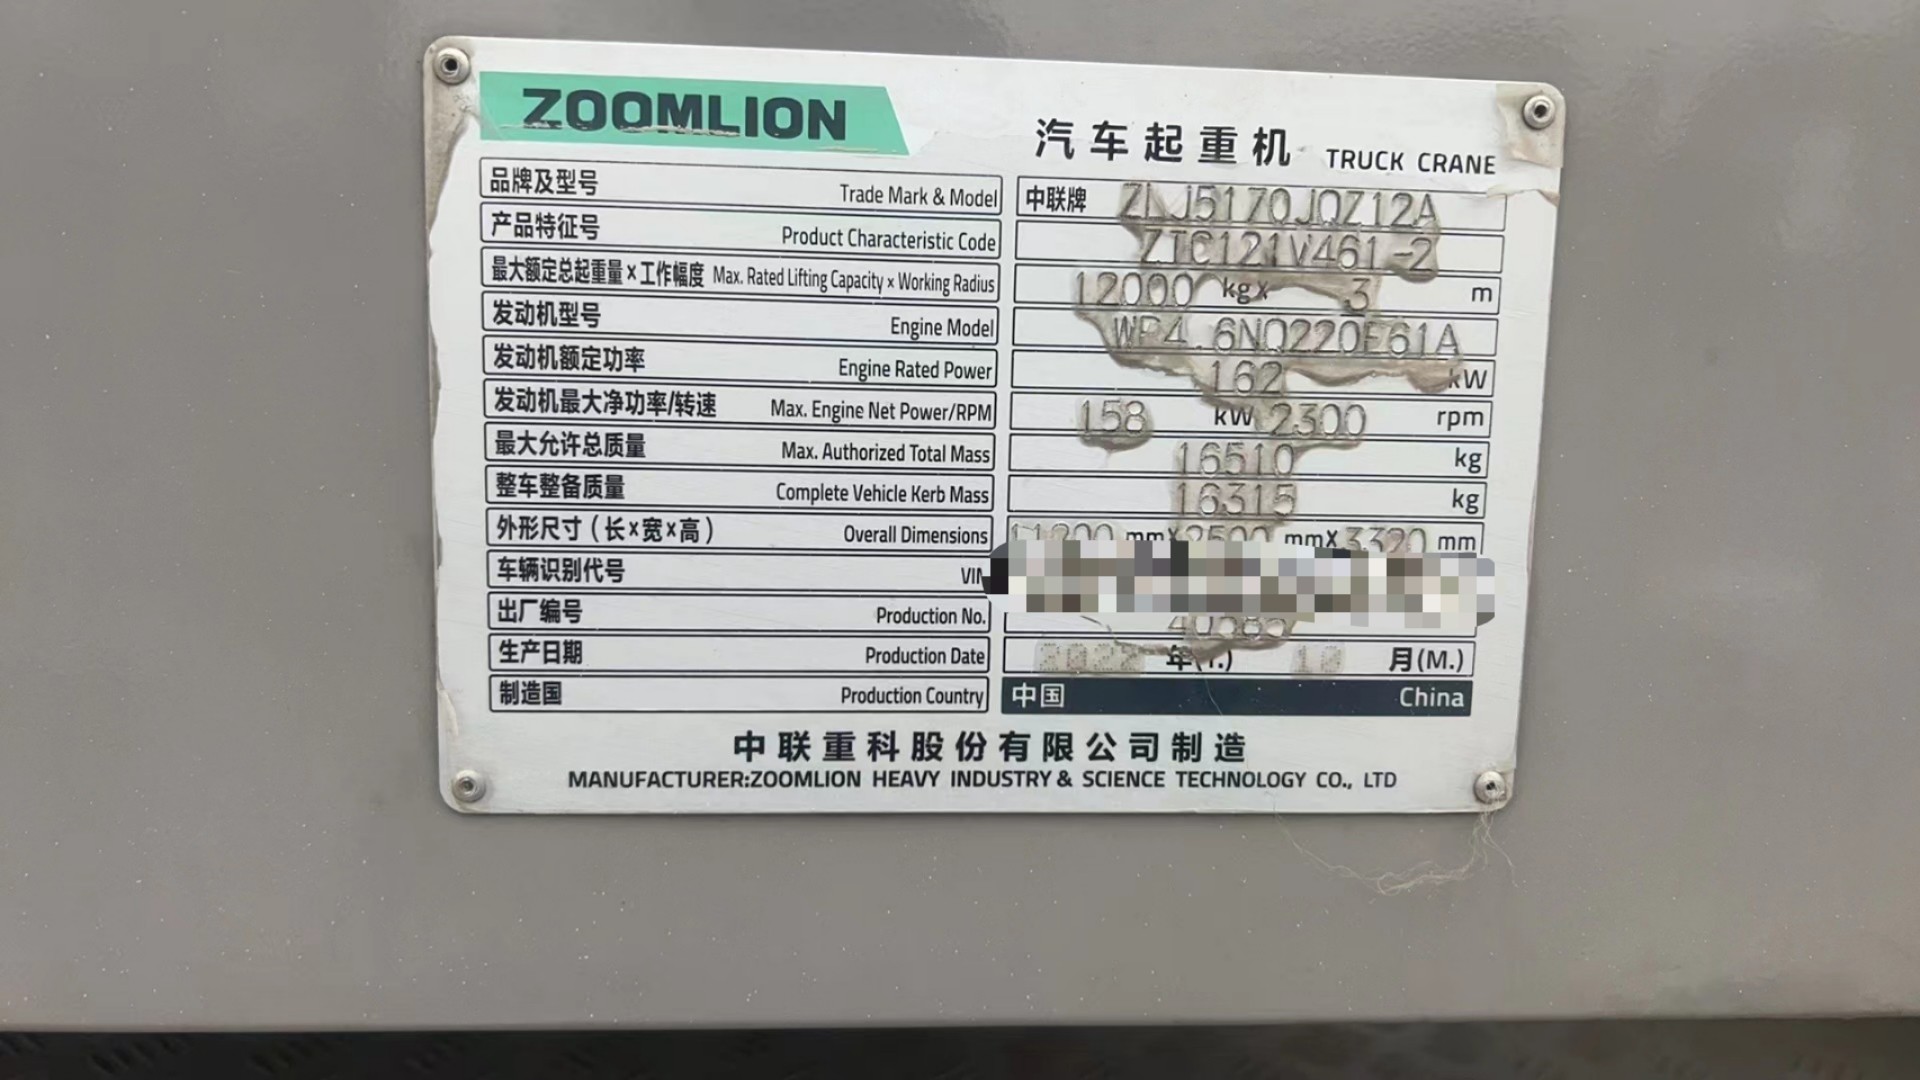 ZOOMLION
汽车起重机 TRUCK CRANE
品牌及型号 Trade Mark & Model 中联牌 ZLJ5170JQZ12A
产品特征号 Product Characteristic Code ZTC121V461-2
最大额定总起重量×工作幅度 Max. Rated Lifting Capacity × Working Radius 12000 kg× 3 m
发动机型号 Engine Model WP4.6NQ220E61A
发动机额定功率 Engine Rated Power 162 kW
发动机最大净功率/转速 Max. Engine Net Power/RPM 158 kW 2300 rpm
最大允许总质量 Max. Authorized Total Mass 16510 kg
整车整备质量 Complete Vehicle Kerb Mass 16315 kg
外形尺寸（长×宽×高） Overall Dimensions mm× 2500 mm× 3320 mm
车辆识别代号
出厂编号 Production No.
生产日期 Production Date 2022 年(Y.) 10 月(M.)
制造国 Production Country 中国 China
中联重科股份有限公司制造
MANUFACTURER:ZOOMLION HEAVY INDUSTRY & SCIENCE TECHNOLOGY CO., LTD